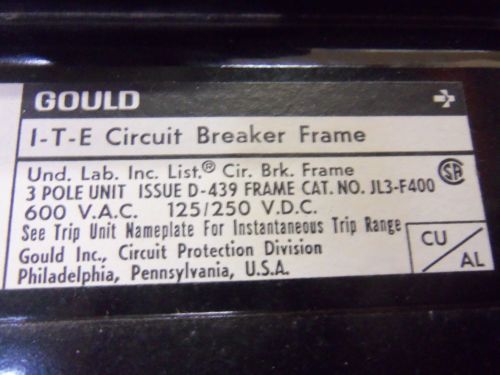 GOULD
I-T-E Circuit Breaker Frame
Und. Lab. Inc. List.® Cir. Brk. Frame
3 POLE UNIT ISSUE D-439 FRAME CAT. NO. JL3-F400
600 V.A.C. 125/250 V.D.C.
See Trip Unit Nameplate For Instantaneous Trip Range
Gould Inc., Circuit Protection Division
Philadelphia, Pennsylvania, U.S.A.
SA
CU/AL